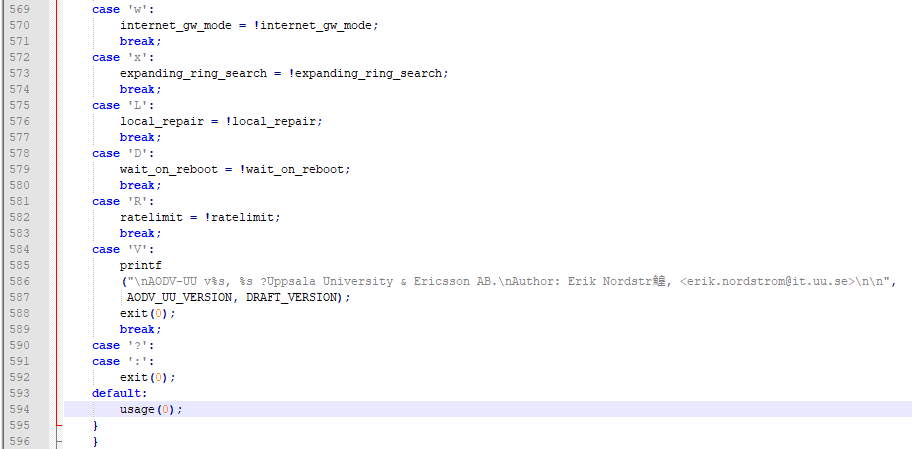 569 case 'w':
570 internet_gw_mode = !internet_gw_mode;
571 break;
572 case 'x':
573 expanding_ring_search = !expanding_ring_search;
574 break;
575 case 'L':
576 local_repair = !local_repair;
577 break;
578 case 'D':
579 wait_on_reboot = !wait_on_reboot;
580 break;
581 case 'R':
582 ratelimit = !ratelimit;
583 break;
584 case 'V':
585 printf
586 ("\nAODV-UU v%s, %s ?Uppsala University & Ericsson AB.\nAuthor: Erik Nordstr鰉, <erik.nordstrom@it.uu.se>\n\n",
587 AODV_UU_VERSION, DRAFT_VERSION);
588 exit(0);
589 break;
590 case '?':
591 case ':':
592 exit(0);
593 default:
594 usage(0);
595 }
596 }